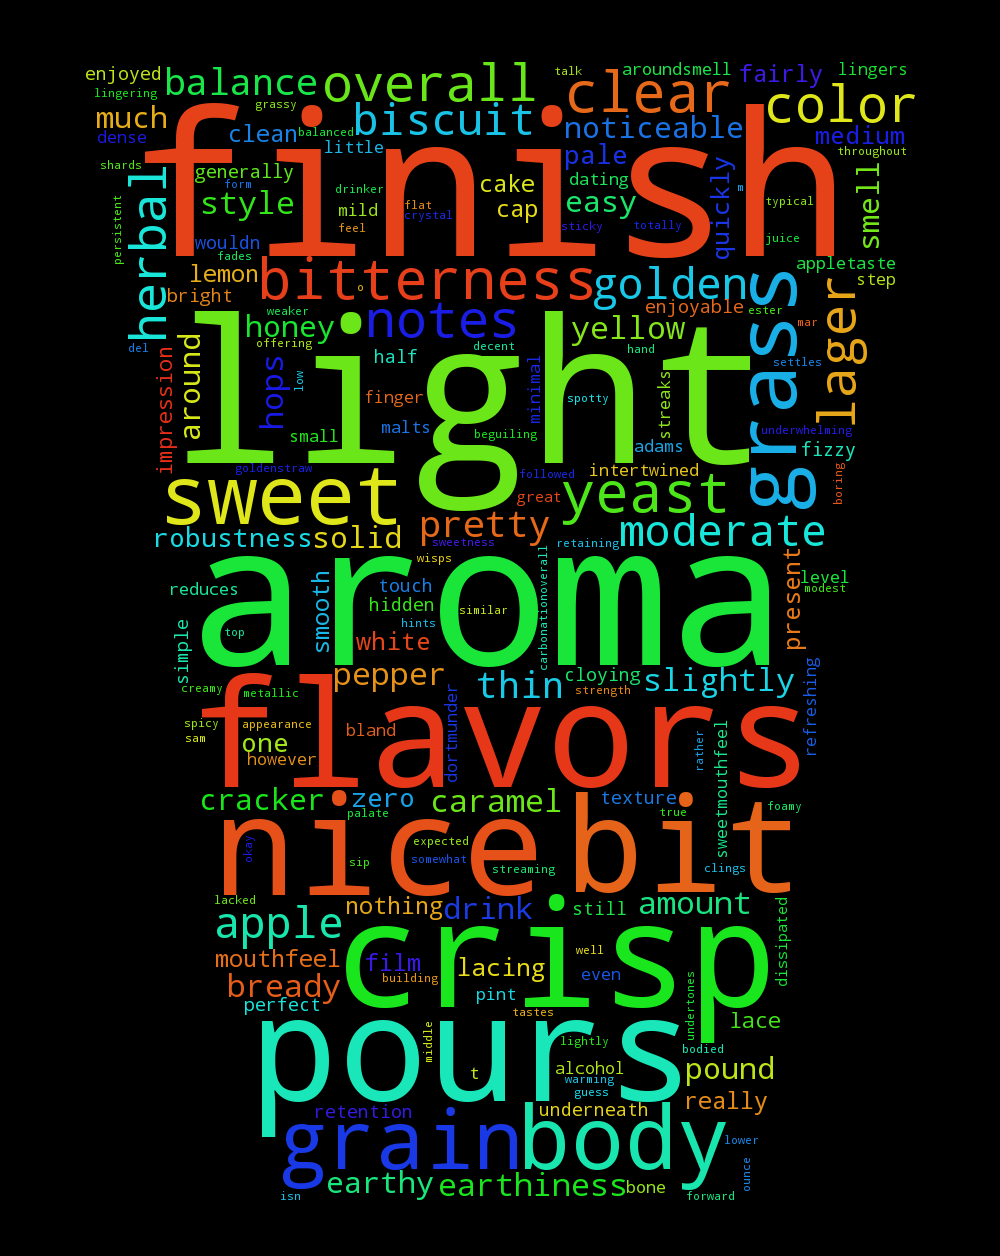 enjoyed balance overall talk aroundsmell fairly lingers
lingering grassy clear color
much dense clean balanced biscuit little noticeable medium
finish
shards generally form style drinker mild flat crystal feel cake cap pale dating easy quickly m typical throughout smell
persistent herbal wouldn fades sticky totally juice
lemon bright bitterness o golden enjoyable appletaste step
del honey weaker notes yellow ester grass mar lager
light
impression around offering hops low half decent hand settles
small finger malts minimal beguiling spotty streaks adams underwhelming fizzy
goldenstraw followed intertwined boring
sweet great yeast
robustness solid pretty sweetness retaining moderate
aroma
reduces simple top smooth wisps touch hidden hints white similar carbonationoverall present level modest
pepper thin cloying strength slightly
flavors
creamy metallic spicy appearance sam one however bland dortmunder rather sweetmouthfeel refreshing
cracker zero caramel texture foamy
nice bit
palate true okay expected somewhat sip streaming clings
lacked nothing drink still amount
apple crisp dissipated
mouthfeel film building lacing well even
bready perfect pint tastes undertones lace
pours
middle lightly bodied t alcohol warming guess pound
retention underneath really
grain body lower
earthy earthiness bone ounce
isn forward